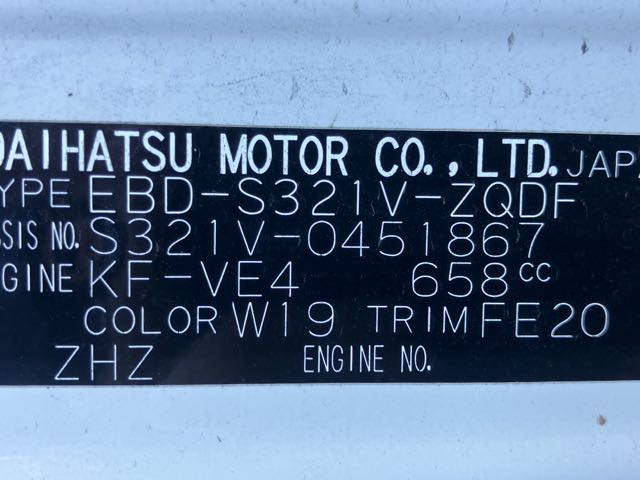 DAIHATSU MOTOR CO., LTD. JAPA
YPE EBD-S321V-ZQDF
SSIS NO. S321V-0451867
GINE KF-VE4 658cc
COLOR W19 TRIM FE20
ZHZ ENGINE NO.